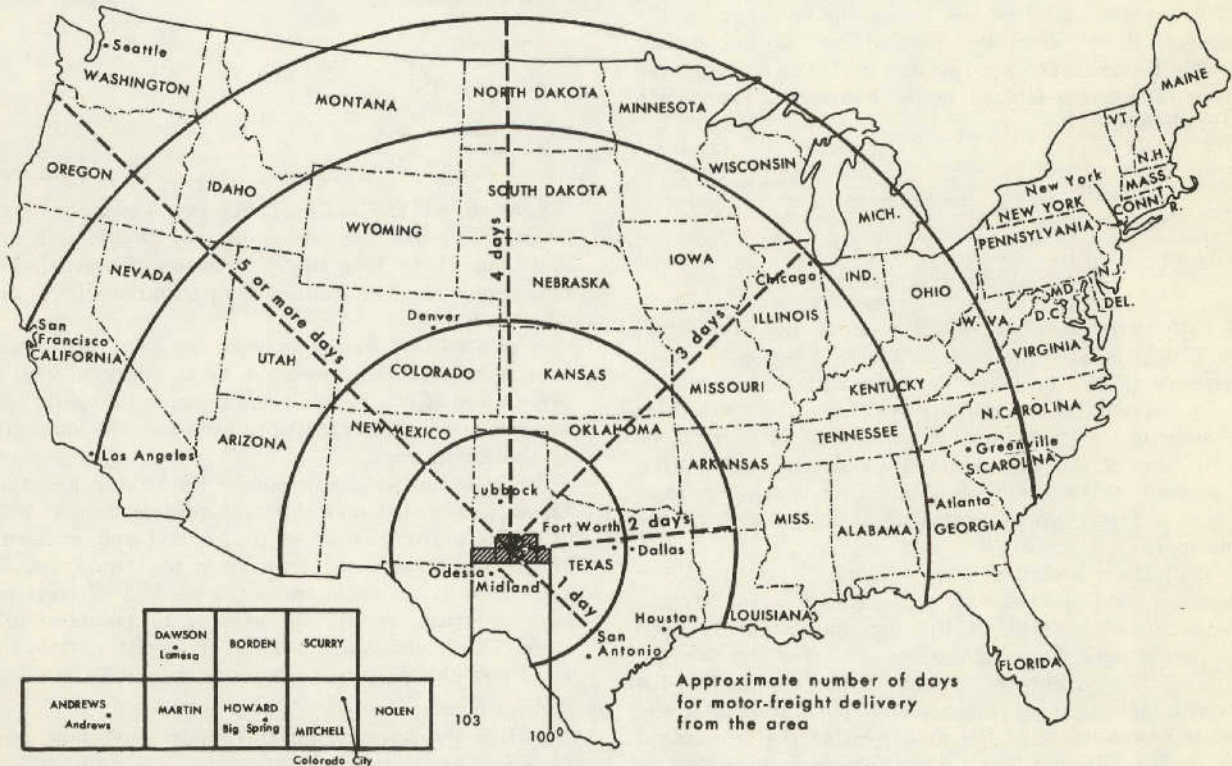 Seattle
WASHINGTON
MONTANA
NORTH DAKOTA
MINNESOTA
MAINE
VT.
N.H.
MASS.
CONN.
R.
OREGON
IDAHO
WYOMING
SOUTH DAKOTA
WISCONSIN
MICH.
New York
NEW YORK
PENNSYLVANIA
NEVADA
5 or more days
4 days
NEBRASKA
IOWA
Chicago
3 days
ILLINOIS
IND.
OHIO
W. VA.
MD.
D.C.
DEL.
N.
VIRGINIA
San
Francisco
CALIFORNIA
UTAH
Denver
COLORADO
KANSAS
MISSOURI
KENTUCKY
N. CAROLINA
Los Angeles
ARIZONA
NEW MEXICO
OKLAHOMA
ARKANSAS
TENNESSEE
Greenville
S. CAROLINA
Lubbock
Fort Worth
2 days
Dallas
TEXAS
MISS.
ALABAMA
Atlanta
GEORGIA
Odessa
Midland
1 day
San
Antonio
Houston
LOUISIANA
FLORIDA
103
100°
Approximate number of days
for motor-freight delivery
from the area
DAWSON
Lamesa
BORDEN
SCURRY
ANDREWS
Andrews
MARTIN
HOWARD
Big Spring
MITCHELL
NOLEN
Colorado City